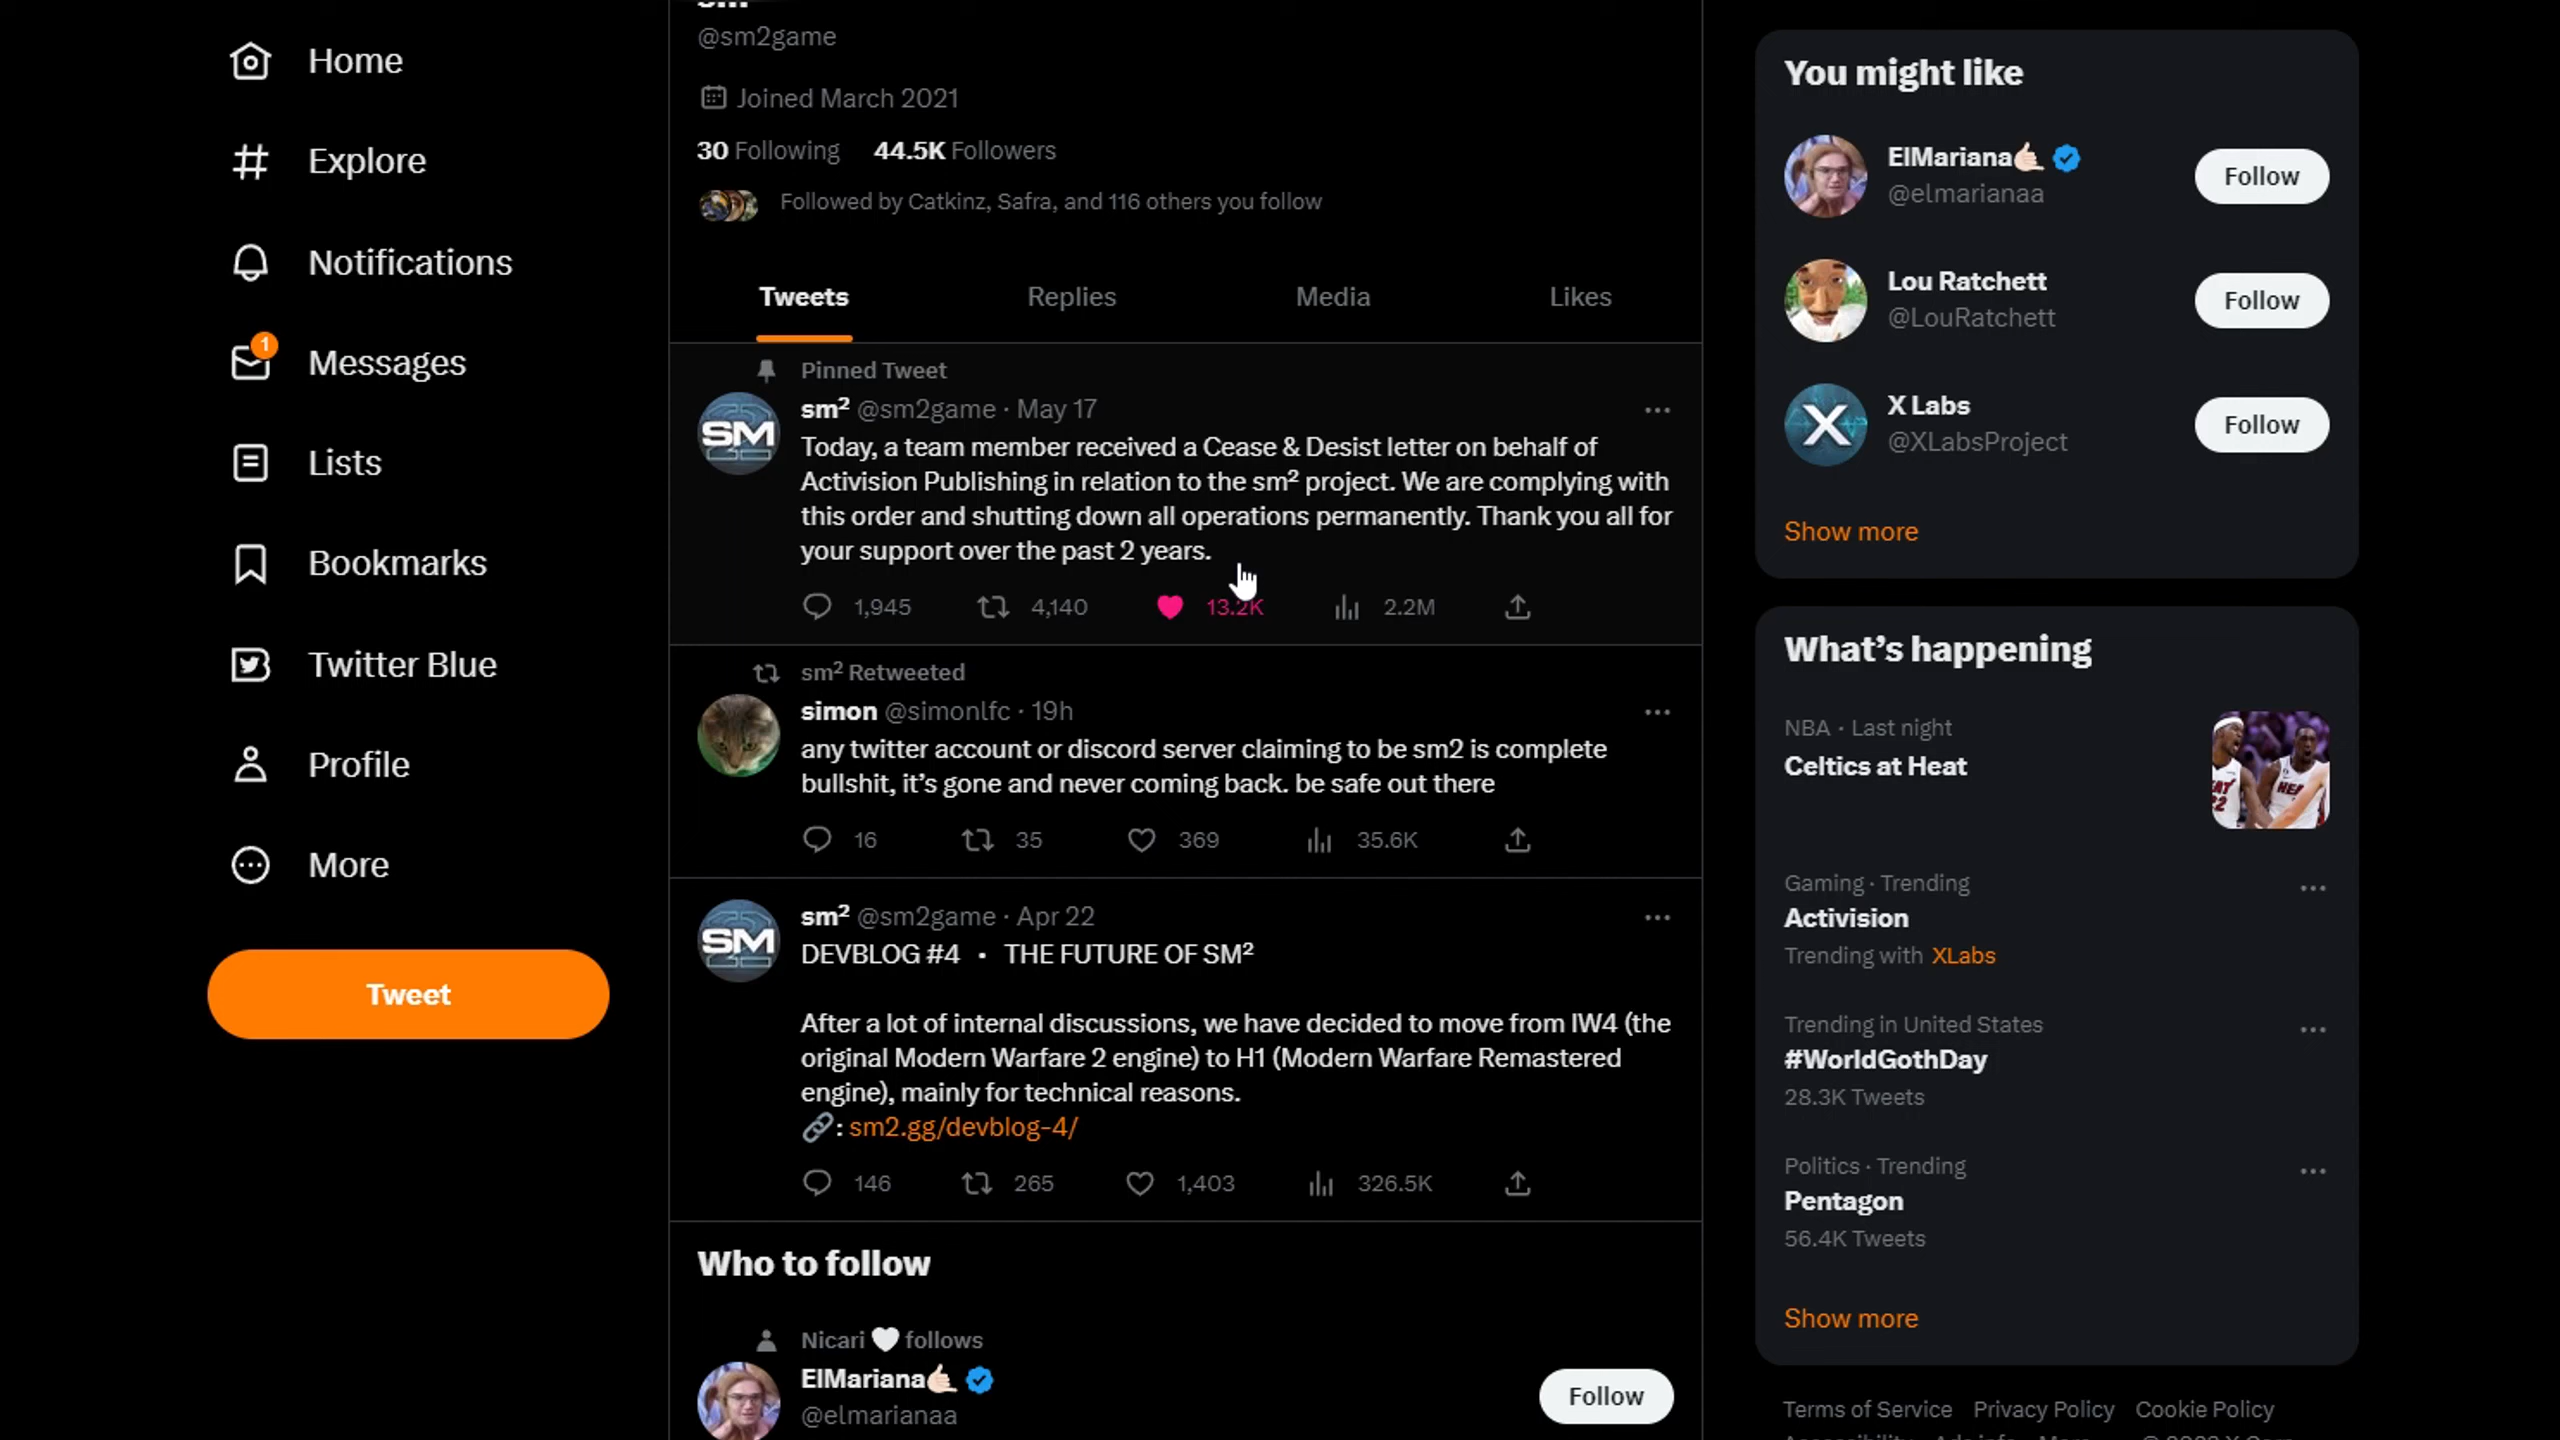 @sm2game
Joined March 2021
30 Following 44.5K Followers
Followed by Catkinz, Safra, and 116 others you follow
Tweets Replies Media Likes
Pinned Tweet
sm² @sm2game · May 17
Today, a team member received a Cease & Desist letter on behalf of
Activision Publishing in relation to the sm² project. We are complying with
this order and shutting down all operations permanently. Thank you all for
your support over the past 2 years.
1,945 4,140 13.2K 2.2M
sm² Retweeted
simon @simonlfc · 19h
any twitter account or discord server claiming to be sm2 is complete
bullshit, it's gone and never coming back. be safe out there
16 35 369 35.6K
sm² @sm2game · Apr 22
DEVBLOG #4 • THE FUTURE OF SM²
After a lot of internal discussions, we have decided to move from IW4 (the
original Modern Warfare 2 engine) to H1 (Modern Warfare Remastered
engine), mainly for technical reasons.
🔗: sm2.gg/devblog-4/
146 265 1,403 326.5K
Who to follow
Nicari 🤍 follows
ElMariana🤙🏻
@elmarianaa
Follow
Home
Explore
Notifications
1
Messages
Lists
Bookmarks
Twitter Blue
Profile
More
Tweet
You might like
ElMariana🤙🏻
@elmarianaa
Follow
Lou Ratchett
@LouRatchett
Follow
X Labs
@XLabsProject
Follow
Show more
What's happening
NBA · Last night
Celtics at Heat
Gaming · Trending
Activision
Trending with XLabs
Trending in United States
#WorldGothDay
28.3K Tweets
Politics · Trending
Pentagon
56.4K Tweets
Show more
Terms of Service Privacy Policy Cookie Policy